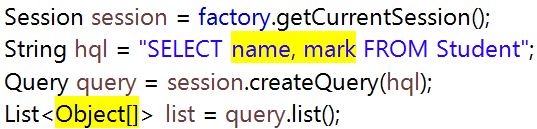 Session session = factory.getCurrentSession();
String hql = "SELECT name, mark FROM Student";
Query query = session.createQuery(hql);
List<Object[]> list = query.list();